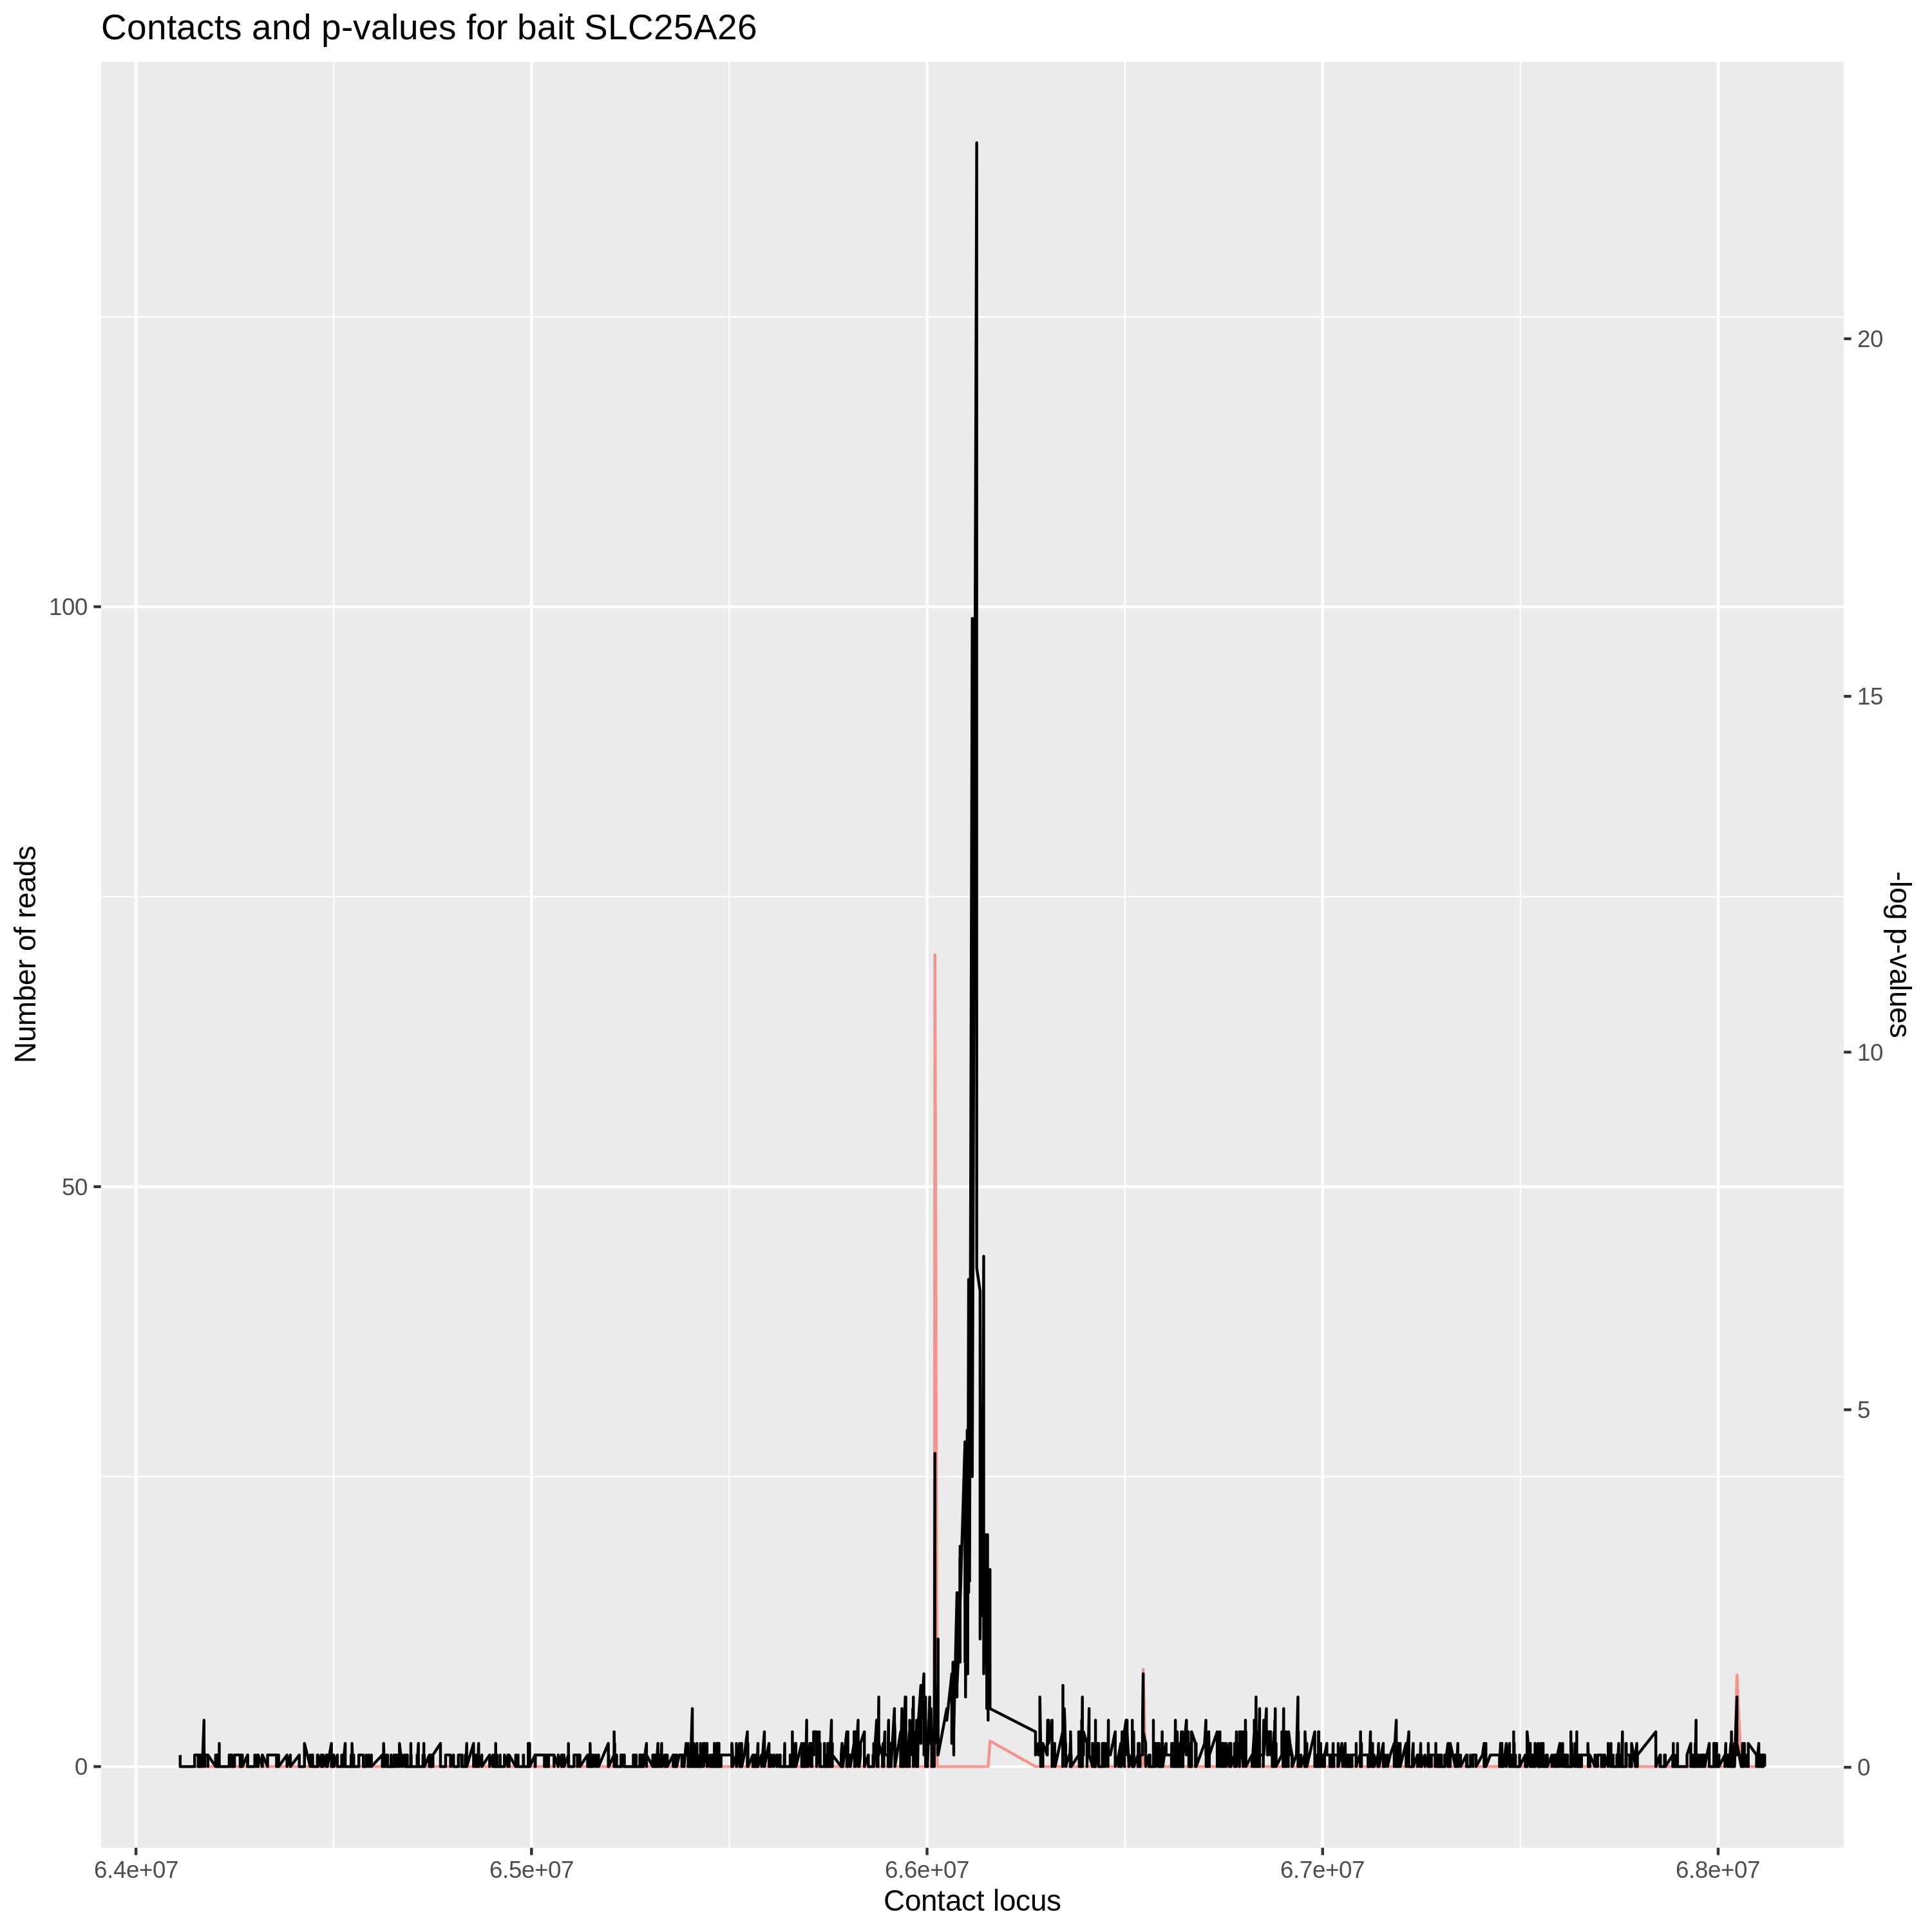 Contacts and p-values for bait SLC25A26
Number of reads
100
50
0
20
15
10
5
0
-log p-values
6.4e+07 6.5e+07 6.6e+07 6.7e+07 6.8e+07
Contact locus